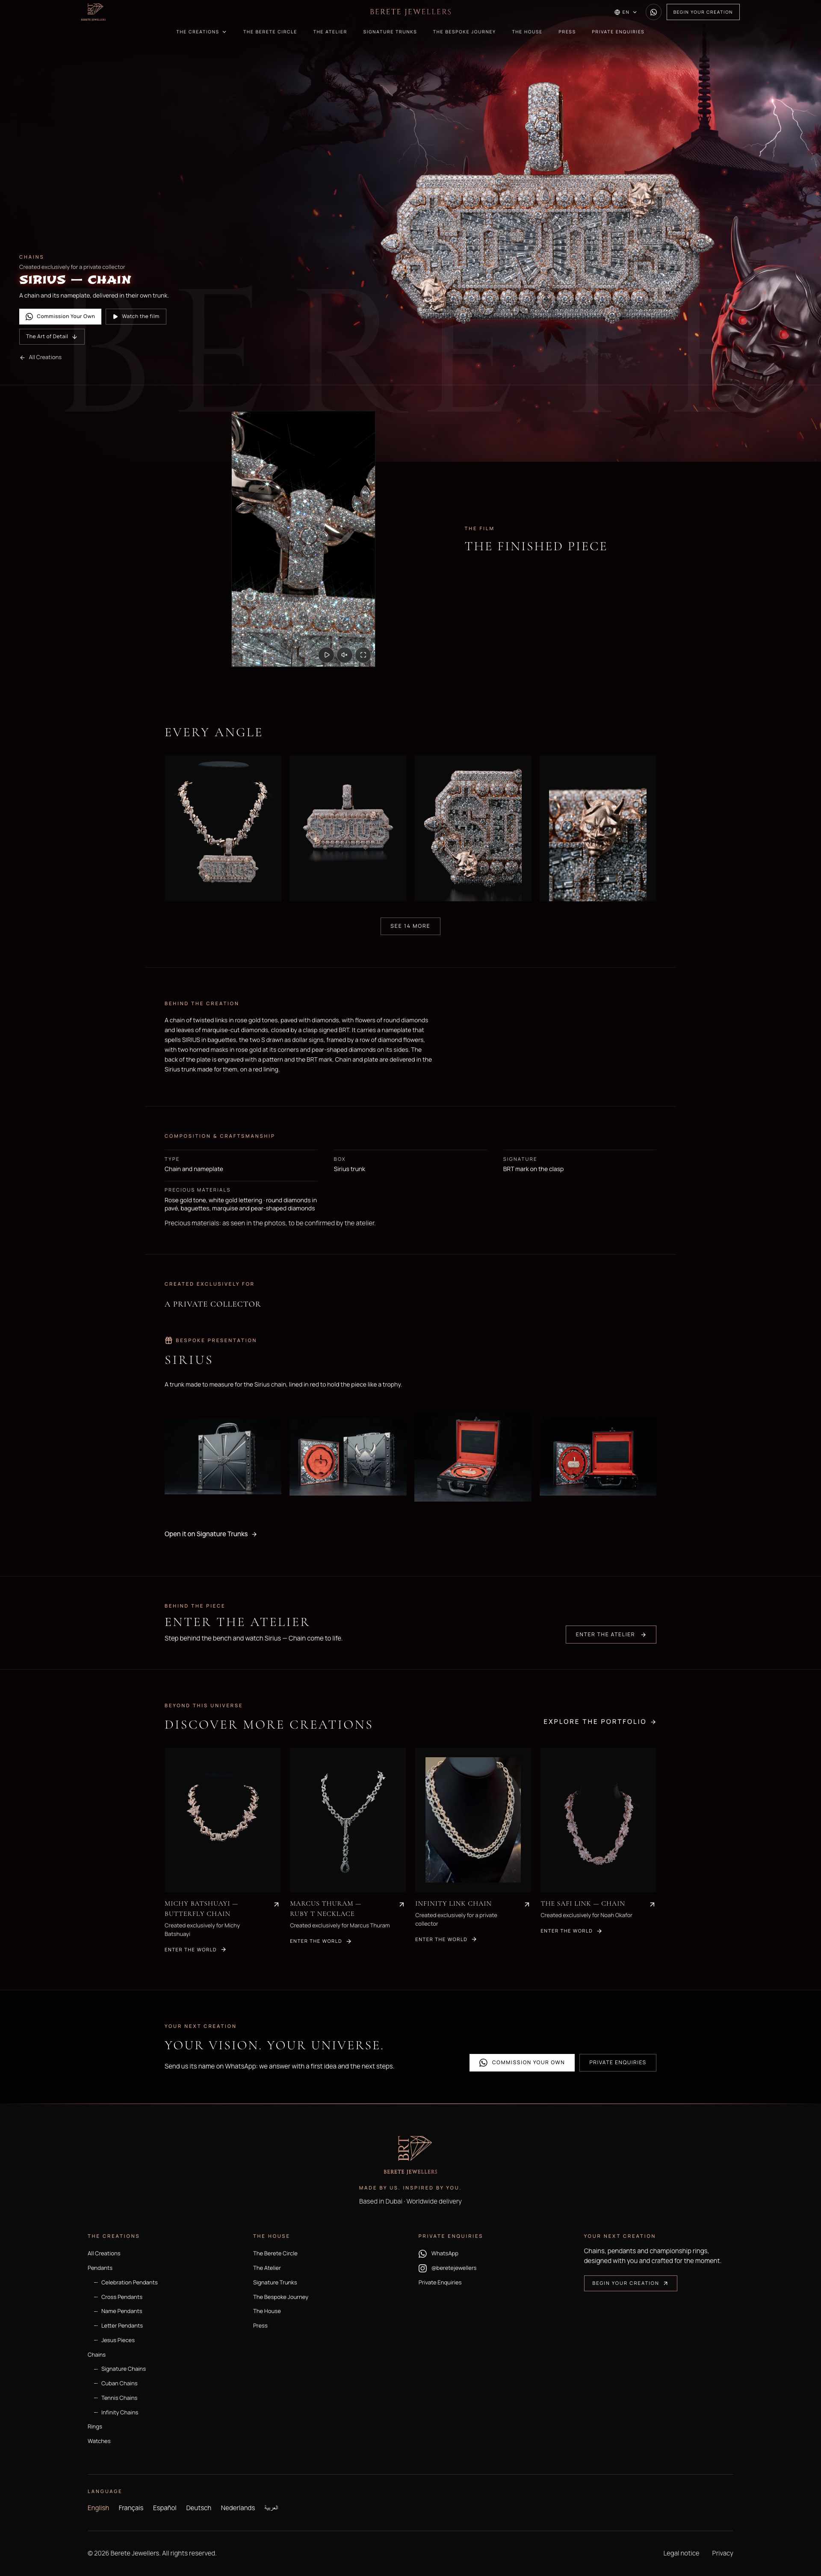 BRT
BERETE JEWELLERS
BERETE JEWELLERS
EN
BEGIN YOUR CREATION
THE CREATIONS
THE BERETE CIRCLE
THE ATELIER
SIGNATURE TRUNKS
THE BESPOKE JOURNEY
THE HOUSE
PRESS
PRIVATE ENQUIRIES
CHAINS
Created exclusively for a private collector
SIRIUS — CHAIN
A chain and its nameplate, delivered in their own trunk.
Commission Your Own
Watch the film
The Art of Detail
All Creations
THE FILM
THE FINISHED PIECE
EVERY ANGLE
SEE 14 MORE
BEHIND THE CREATION
A chain of twisted links in rose gold tones, paved with diamonds, with flowers of round diamonds
and leaves of marquise-cut diamonds, closed by a clasp signed BRT. It carries a nameplate that
spells SIRIUS in baguettes, the two S drawn as dollar signs, framed by a row of diamond flowers,
with two horned masks in rose gold at its corners and pear-shaped diamonds on its sides. The
back of the plate is engraved with a pattern and the BRT mark. Chain and plate are delivered in the
Sirius trunk made for them, on a red lining.
COMPOSITION & CRAFTSMANSHIP
TYPE
Chain and nameplate
BOX
Sirius trunk
SIGNATURE
BRT mark on the clasp
PRECIOUS MATERIALS
Rose gold tone, white gold lettering · round diamonds in
pavé, baguettes, marquise and pear-shaped diamonds
Precious materials: as seen in the photos, to be confirmed by the atelier.
CREATED EXCLUSIVELY FOR
A PRIVATE COLLECTOR
BESPOKE PRESENTATION
SIRIUS
A trunk made to measure for the Sirius chain, lined in red to hold the piece like a trophy.
Open it on Signature Trunks
BEHIND THE PIECE
ENTER THE ATELIER
Step behind the bench and watch Sirius — Chain come to life.
ENTER THE ATELIER
BEYOND THIS UNIVERSE
DISCOVER MORE CREATIONS
EXPLORE THE PORTFOLIO
MICHY BATSHUAYI —
BUTTERFLY CHAIN
Created exclusively for Michy
Batshuayi
ENTER THE WORLD
MARCUS THURAM —
RUBY T NECKLACE
Created exclusively for Marcus Thuram
ENTER THE WORLD
INFINITY LINK CHAIN
Created exclusively for a private
collector
ENTER THE WORLD
THE SAFI LINK — CHAIN
Created exclusively for Noah Okafor
ENTER THE WORLD
YOUR NEXT CREATION
YOUR VISION. YOUR UNIVERSE.
Send us its name on WhatsApp: we answer with a first idea and the next steps.
COMMISSION YOUR OWN
PRIVATE ENQUIRIES
BRT
BERETE JEWELLERS
MADE BY US. INSPIRED BY YOU.
Based in Dubai · Worldwide delivery
THE CREATIONS
All Creations
Pendants
— Celebration Pendants
— Cross Pendants
— Name Pendants
— Letter Pendants
— Jesus Pieces
Chains
— Signature Chains
— Cuban Chains
— Tennis Chains
— Infinity Chains
Rings
Watches
THE HOUSE
The Berete Circle
The Atelier
Signature Trunks
The Bespoke Journey
The House
Press
PRIVATE ENQUIRIES
WhatsApp
@beretejewellers
Private Enquiries
YOUR NEXT CREATION
Chains, pendants and championship rings,
designed with you and crafted for the moment.
BEGIN YOUR CREATION
LANGUAGE
English
Français
Español
Deutsch
Nederlands
العربية
© 2026 Berete Jewellers. All rights reserved.
Legal notice
Privacy